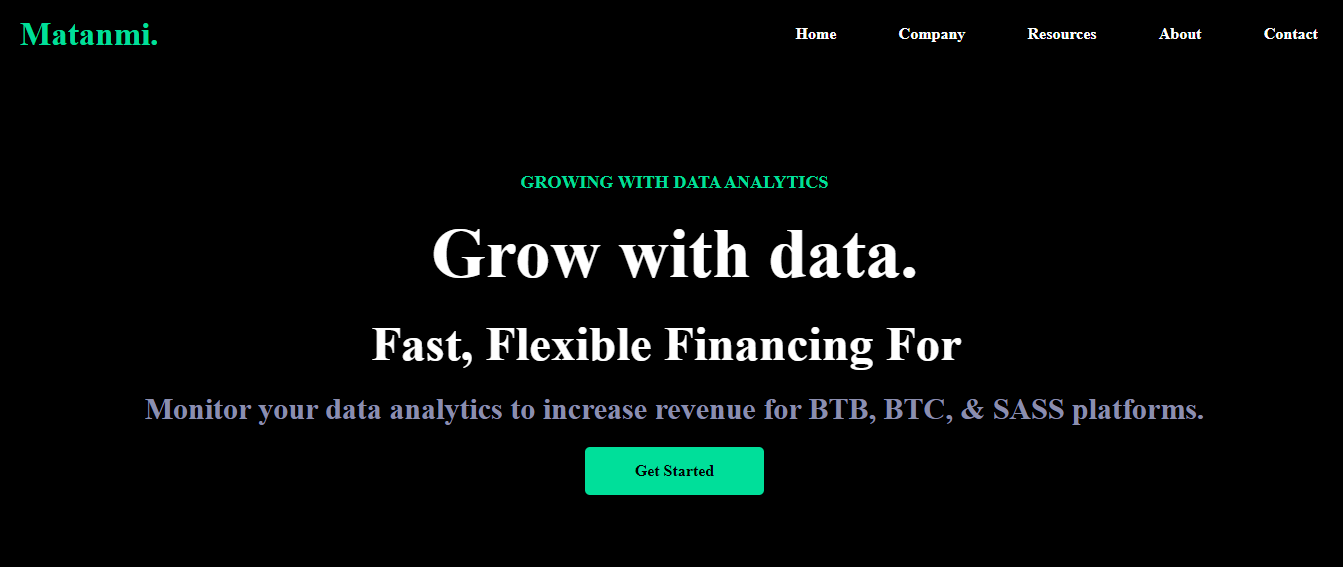 Matanmi.
Home Company Resources About Contact
GROWING WITH DATA ANALYTICS
Grow with data.
Fast, Flexible Financing For
Monitor your data analytics to increase revenue for BTB, BTC, & SASS platforms.
Get Started